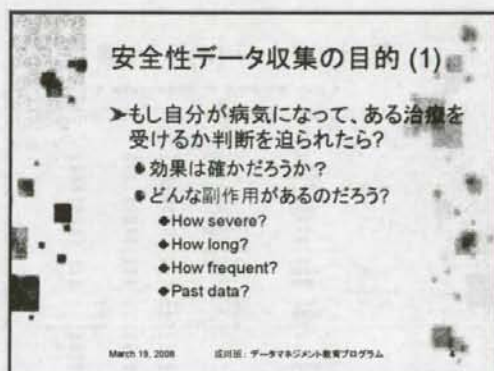 安全性データ収集の目的 (1)
➤もし自分が病気になって、ある治療を
受けるか判断を迫られたら?
効果は確かだろうか？
どんな副作用があるのだろう?
◆How severe?
◆How long?
◆How frequent?
◆Past data?
March 19, 2008 成川班: データマネジメント教育プログラム 4